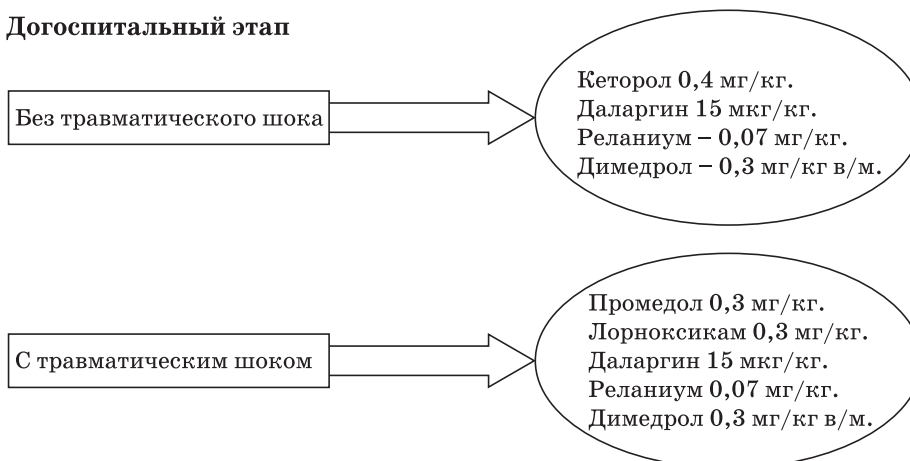 Догоспитальный этап
Без травматического шока
Кеторол 0,4 мг/кг.
Даларгин 15 мкг/кг.
Реланиум – 0,07 мг/кг.
Димедрол – 0,3 мг/кг в/м.
С травматическим шоком
Промедол 0,3 мг/кг.
Лорноксикам 0,3 мг/кг.
Даларгин 15 мкг/кг.
Реланиум 0,07 мг/кг.
Димедрол 0,3 мг/кг в/м.